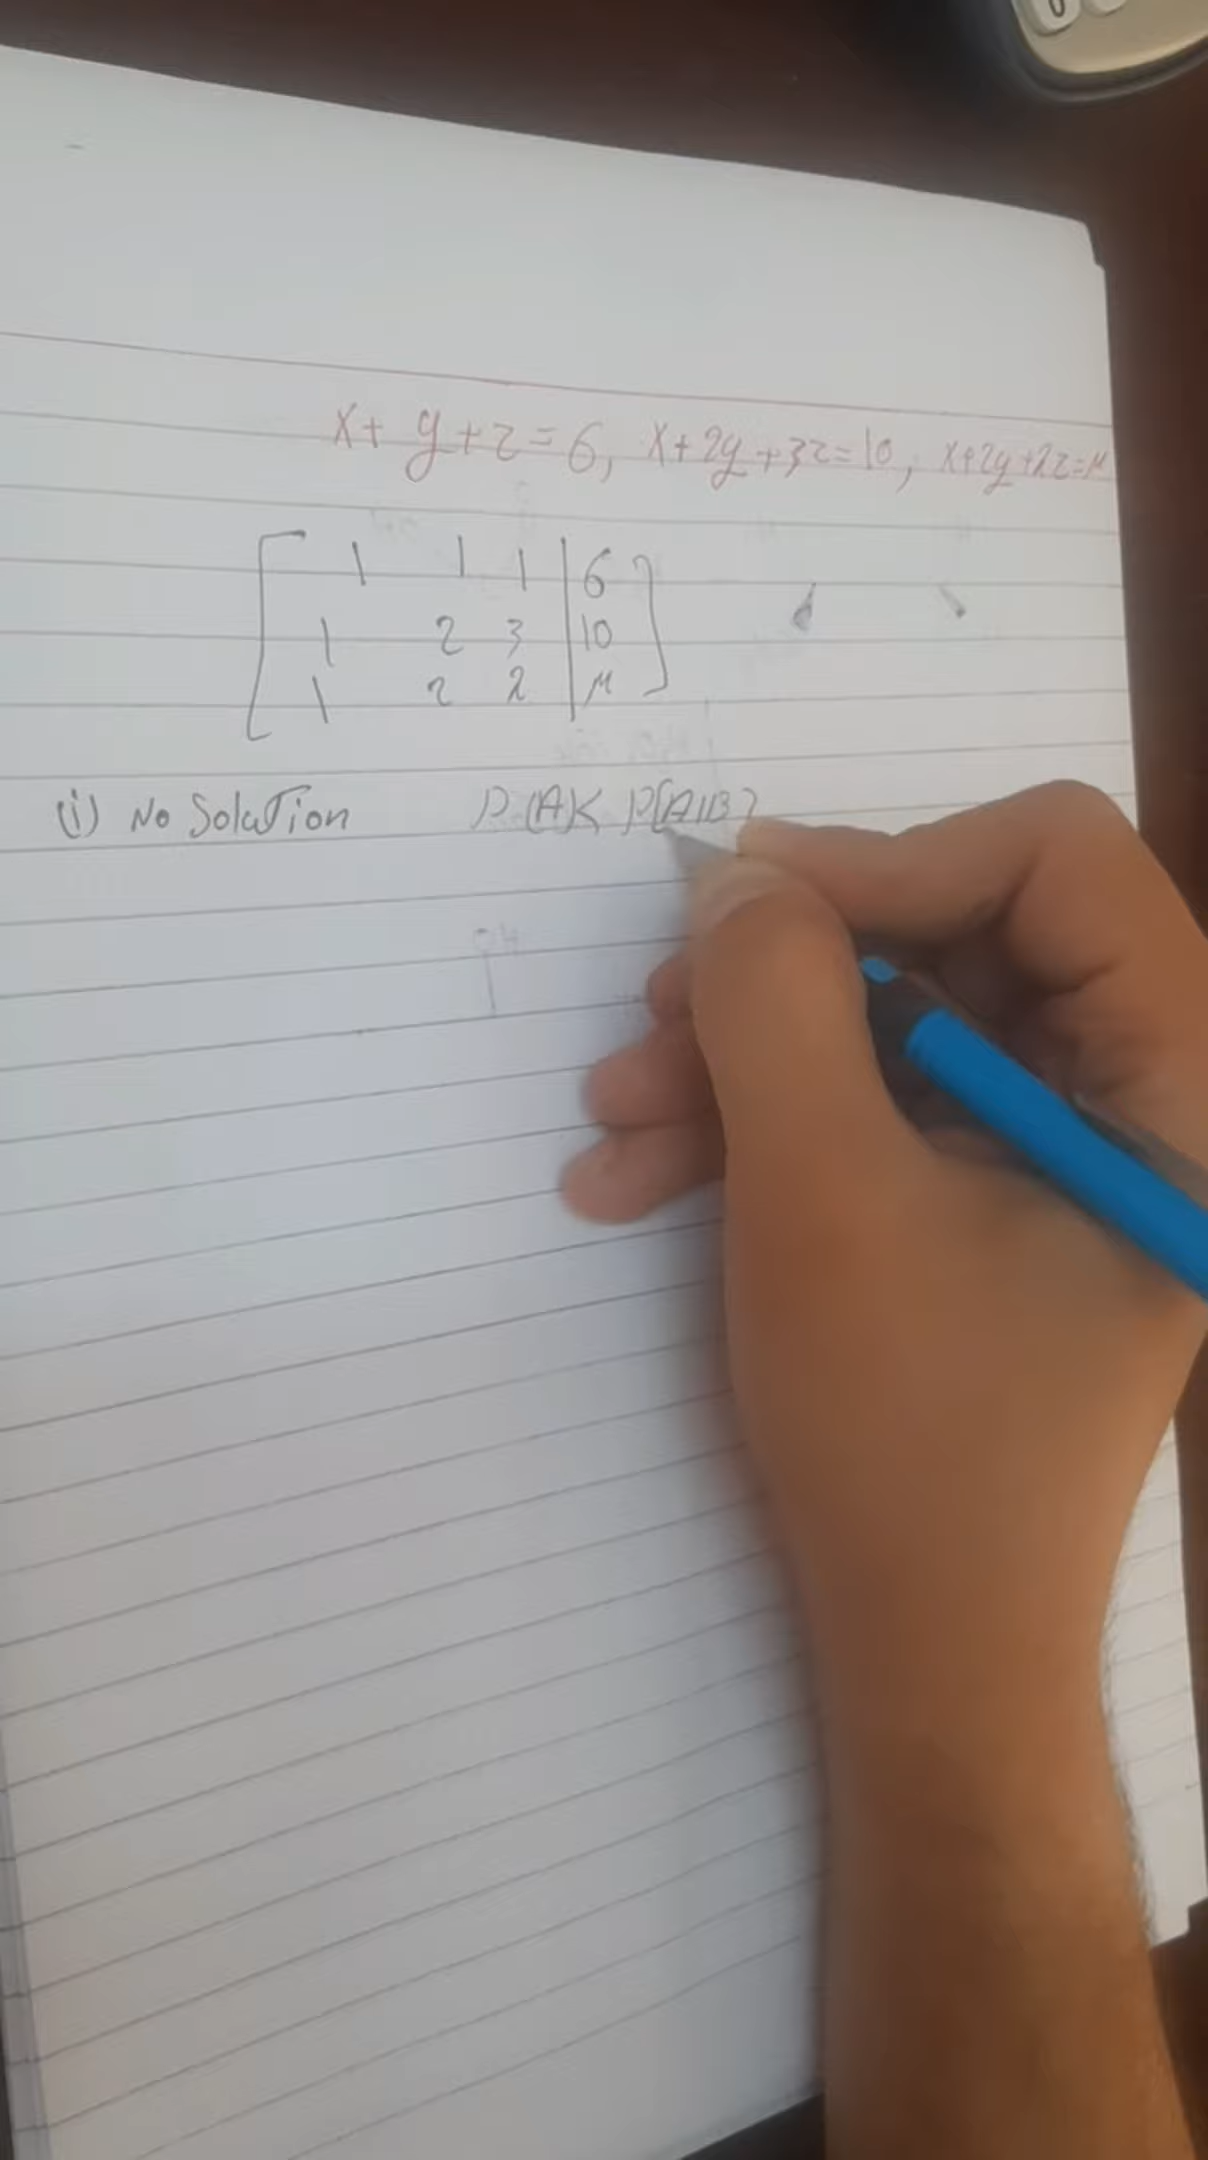 x + y + z = 6, x + 2y + 3z = 10, x + 2y + λz = μ
1 1 1 | 6
1 2 3 | 10
1 2 λ | μ
(i) No Solution ρ(A) < ρ(A|B)